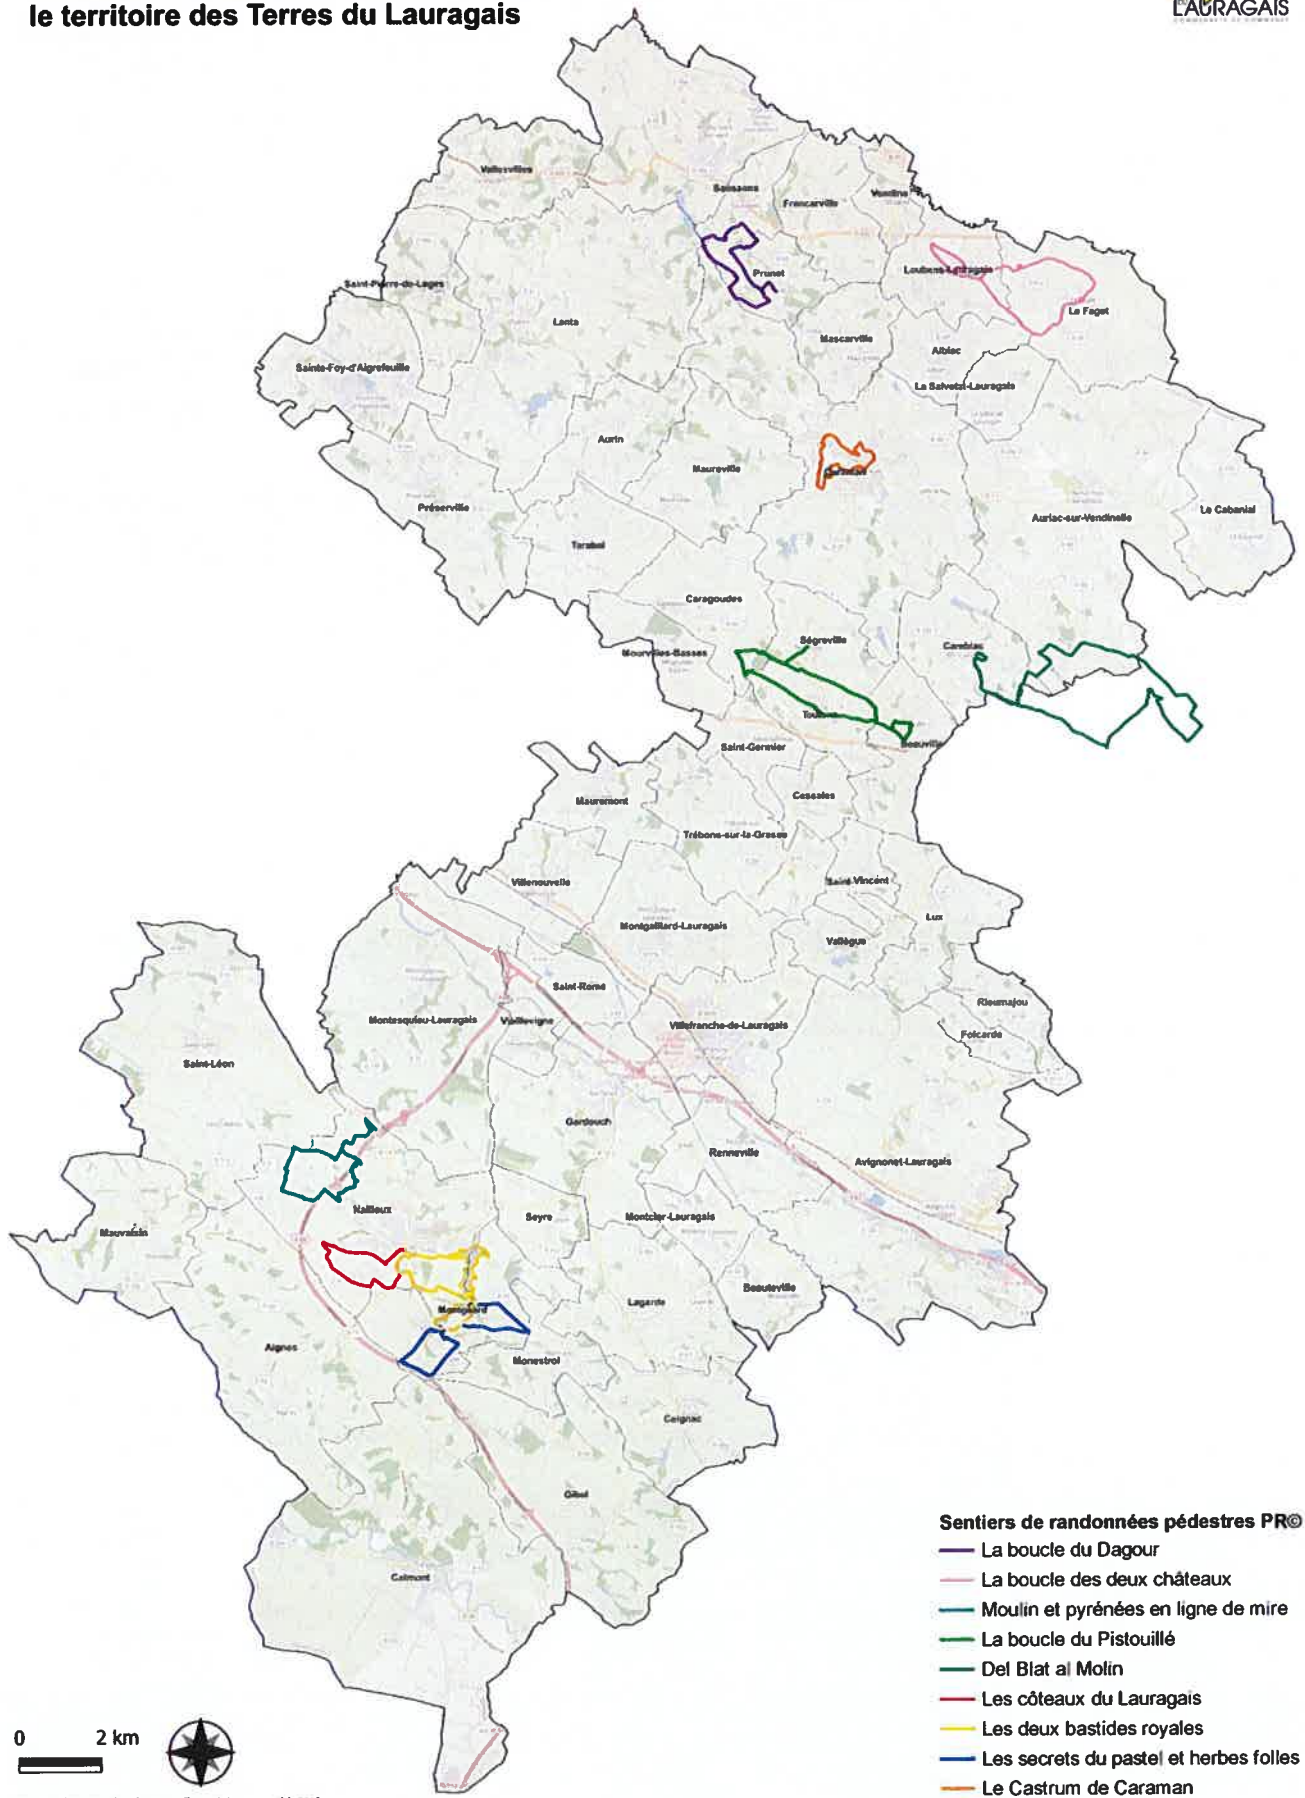 le territoire des Terres du Lauragais
LAURAGAIS
Vallesvilles
Saussens
Francarville
Vendine
Prunet
Loubens-Lauragais
Le Faget
Saint-Pierre-de-Lages
Lanta
Mascarville
Albiac
Sainte-Foy-d'Aigrefeuille
La Salvetat-Lauragais
Aurin
Maureville
Caraman
Préserville
Auriac-sur-Vendinelle
Le Cabanial
Tarabel
Caragoudes
Ségreville
Cambiac
Mourvilles-Basses
Toutens
Beauville
Saint-Germier
Cessales
Mauremont
Trébons-sur-la-Grasse
Villenouvelle
Saint-Vincent
Montgaillard-Lauragais
Lux
Vallègue
Saint-Rome
Rieumajou
Montesquieu-Lauragais
Vieillevigne
Villefranche-de-Lauragais
Folcarde
Saint-Léon
Gardouch
Renneville
Avignonet-Lauragais
Nailloux
Seyre
Montclar-Lauragais
Mauvaisin
Beauteville
Lagarde
Montgeard
Aignes
Monestrol
Caignac
Gibel
Calmont
Sentiers de randonnées pédestres PR©
La boucle du Dagour
La boucle des deux châteaux
Moulin et pyrénées en ligne de mire
La boucle du Pistouillé
Del Blat al Molin
Les côteaux du Lauragais
Les deux bastides royales
Les secrets du pastel et herbes folles
Le Castrum de Caraman
0 2 km